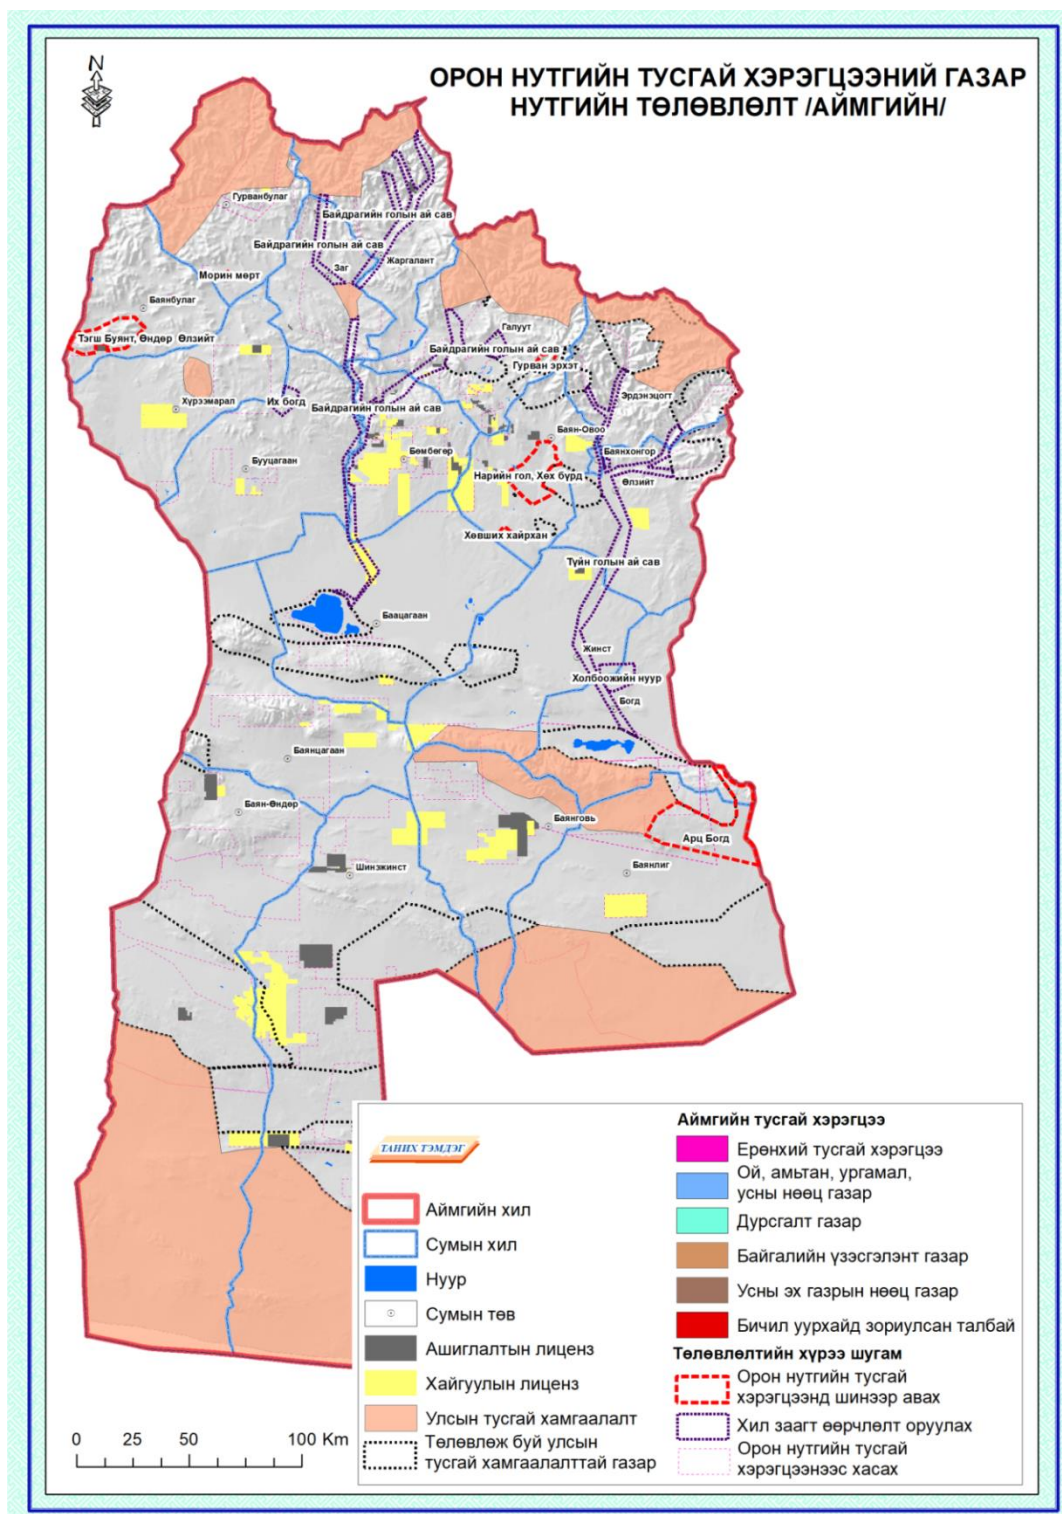 N
ОРОН НУТГИЙН ТУСГАЙ ХЭРЭГЦЭЭНИЙ ГАЗАР
НУТГИЙН ТӨЛӨВЛӨЛТ /АЙМГИЙН/
Гурванбулаг
Байдрагийн голын ай сав
Байдрагийн голын ай сав
Жаргалант
Заг
Морин мөрт
Баянбулаг
Тэгш Буянт, Өндөр Өлзийт
Галуут
Байдрагийн голын ай сав
Гурван эрхэт
Эрдэнэцогт
Хүрээмарал
Их богд
Байдрагийн голын ай сав
Баян-Овоо
Баянхонгор
Бууцагаан
Бөмбөгөр
Нарийн гол, Хөх бүрд
Өлзийт
Хөвших хайрхан
Түйн голын ай сав
Баацагаан
Жинст
Холбоожийн нуур
Богд
Баянцагаан
Баян-Өндөр
Баянговь
Арц Богд
Шинэжинст
Баянлиг
ТАНИХ ТЭМДЭГ
Аймгийн хил
Сумын хил
Нуур
Сумын төв
Ашиглалтын лиценз
Хайгуулын лиценз
Улсын тусгай хамгаалалт
Төлөвлөж буй улсын
тусгай хамгаалалттай газар
Аймгийн тусгай хэрэгцээ
Ерөнхий тусгай хэрэгцээ
Ой, амьтан, ургамал,
усны нөөц газар
Дурсгалт газар
Байгалийн үзэсгэлэнт газар
Усны эх газрын нөөц газар
Бичил уурхайд зориулсан талбай
Төлөвлөлтийн хүрээ шугам
Орон нутгийн тусгай
хэрэгцээнд шинээр авах
Хил заагт өөрчлөлт оруулах
Орон нутгийн тусгай
хэрэгцээнээс хасах
0 25 50 100 Km